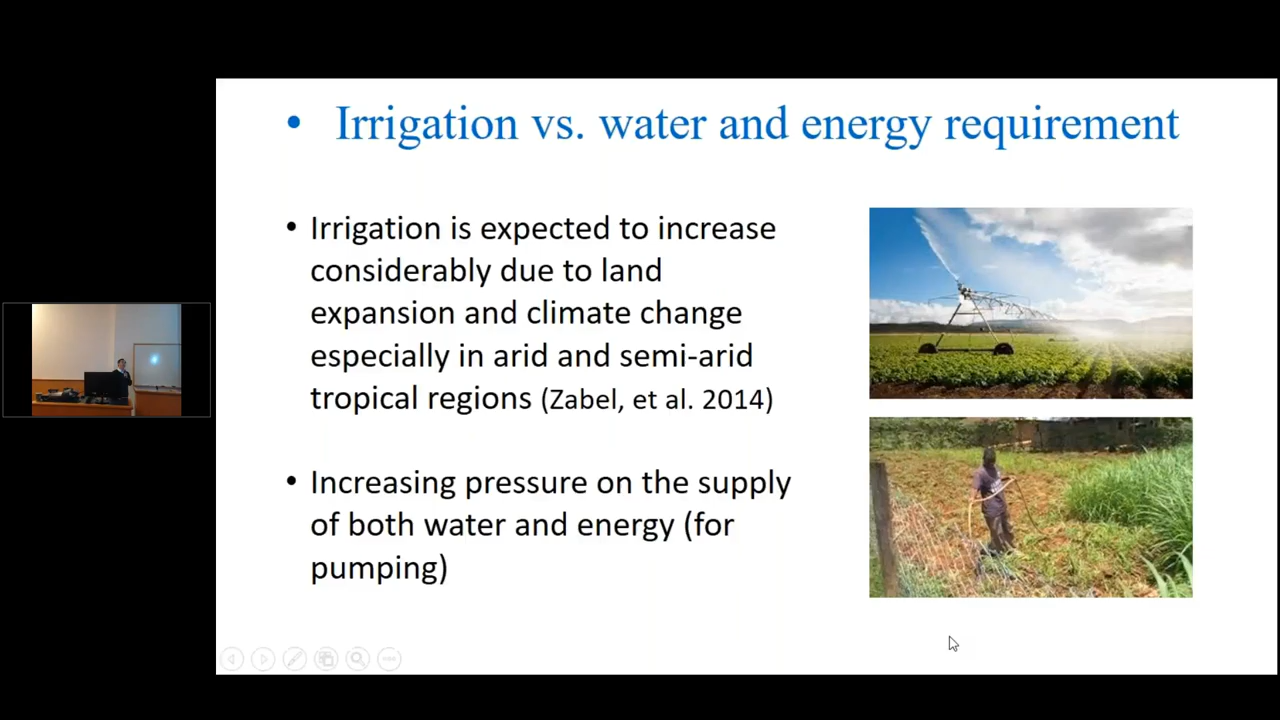 • Irrigation vs. water and energy requirement
• Irrigation is expected to increase
considerably due to land
expansion and climate change
especially in arid and semi-arid
tropical regions (Zabel, et al. 2014)
• Increasing pressure on the supply
of both water and energy (for
pumping)